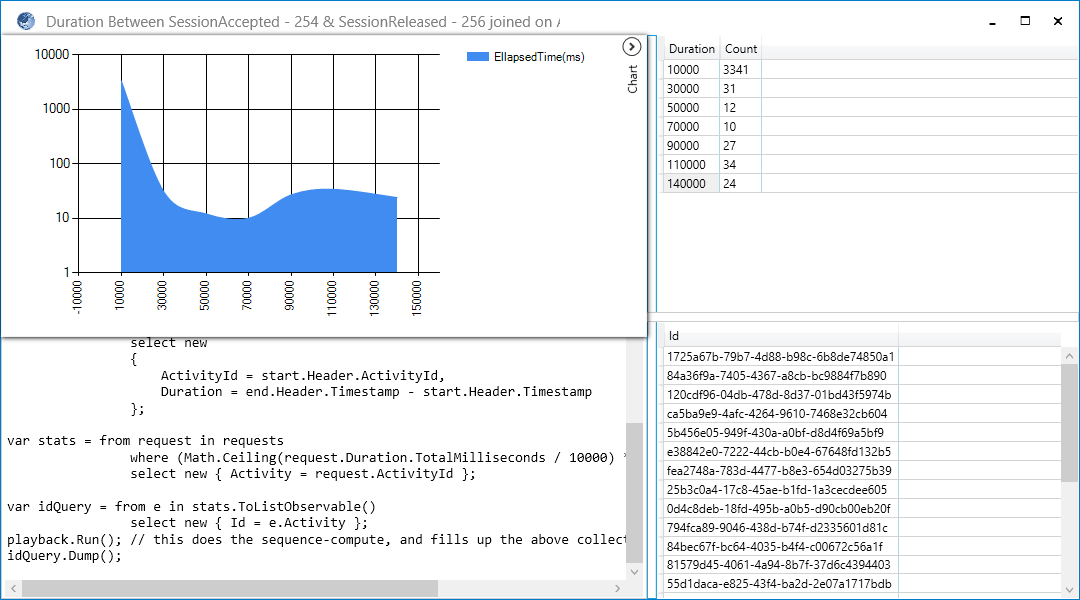 Duration Between SessionAccepted - 254 & SessionReleased - 256 joined on
EllapsedTime(ms)
Chart
10000
1000
100
10
1
-10000
10000
30000
50000
70000
90000
110000
130000
150000
Duration Count
10000 3341
30000 31
50000 12
70000 10
90000 27
110000 34
140000 24
select new
{
ActivityId = start.Header.ActivityId,
Duration = end.Header.Timestamp - start.Header.Timestamp
};
var stats = from request in requests
where (Math.Ceiling(request.Duration.TotalMilliseconds / 10000)
select new { Activity = request.ActivityId };
var idQuery = from e in stats.ToListObservable()
select new { Id = e.Activity };
playback.Run(); // this does the sequence-compute, and fills up the above collect
idQuery.Dump();
Id
1725a67b-79b7-4d88-b98c-6b8de74850a1
84a36f9a-7405-4367-a8cb-bc9884f7b890
120cdf96-04db-478d-8d37-01bd43f5974b
ca5ba9e9-4afc-4264-9610-7468e32cb604
5b456e05-949f-430a-a0bf-d8d4f69a5bf9
e38842e0-7222-44cb-b0e4-67648fd132b5
fea2748a-783d-4477-b8e3-654d03275b39
25b3c0a4-17c8-45ae-b1fd-1a3cecdee605
0d4c8deb-18fd-495b-a0b5-d90cb00eb20f
794fca89-9046-438d-b74f-d2335601d81c
84bec67f-bc64-4035-b4f4-c00672c56a1f
81579d45-4061-4a94-8b7f-37d6c4394403
55d1daca-e825-43f4-ba2d-2e07a1717bdb